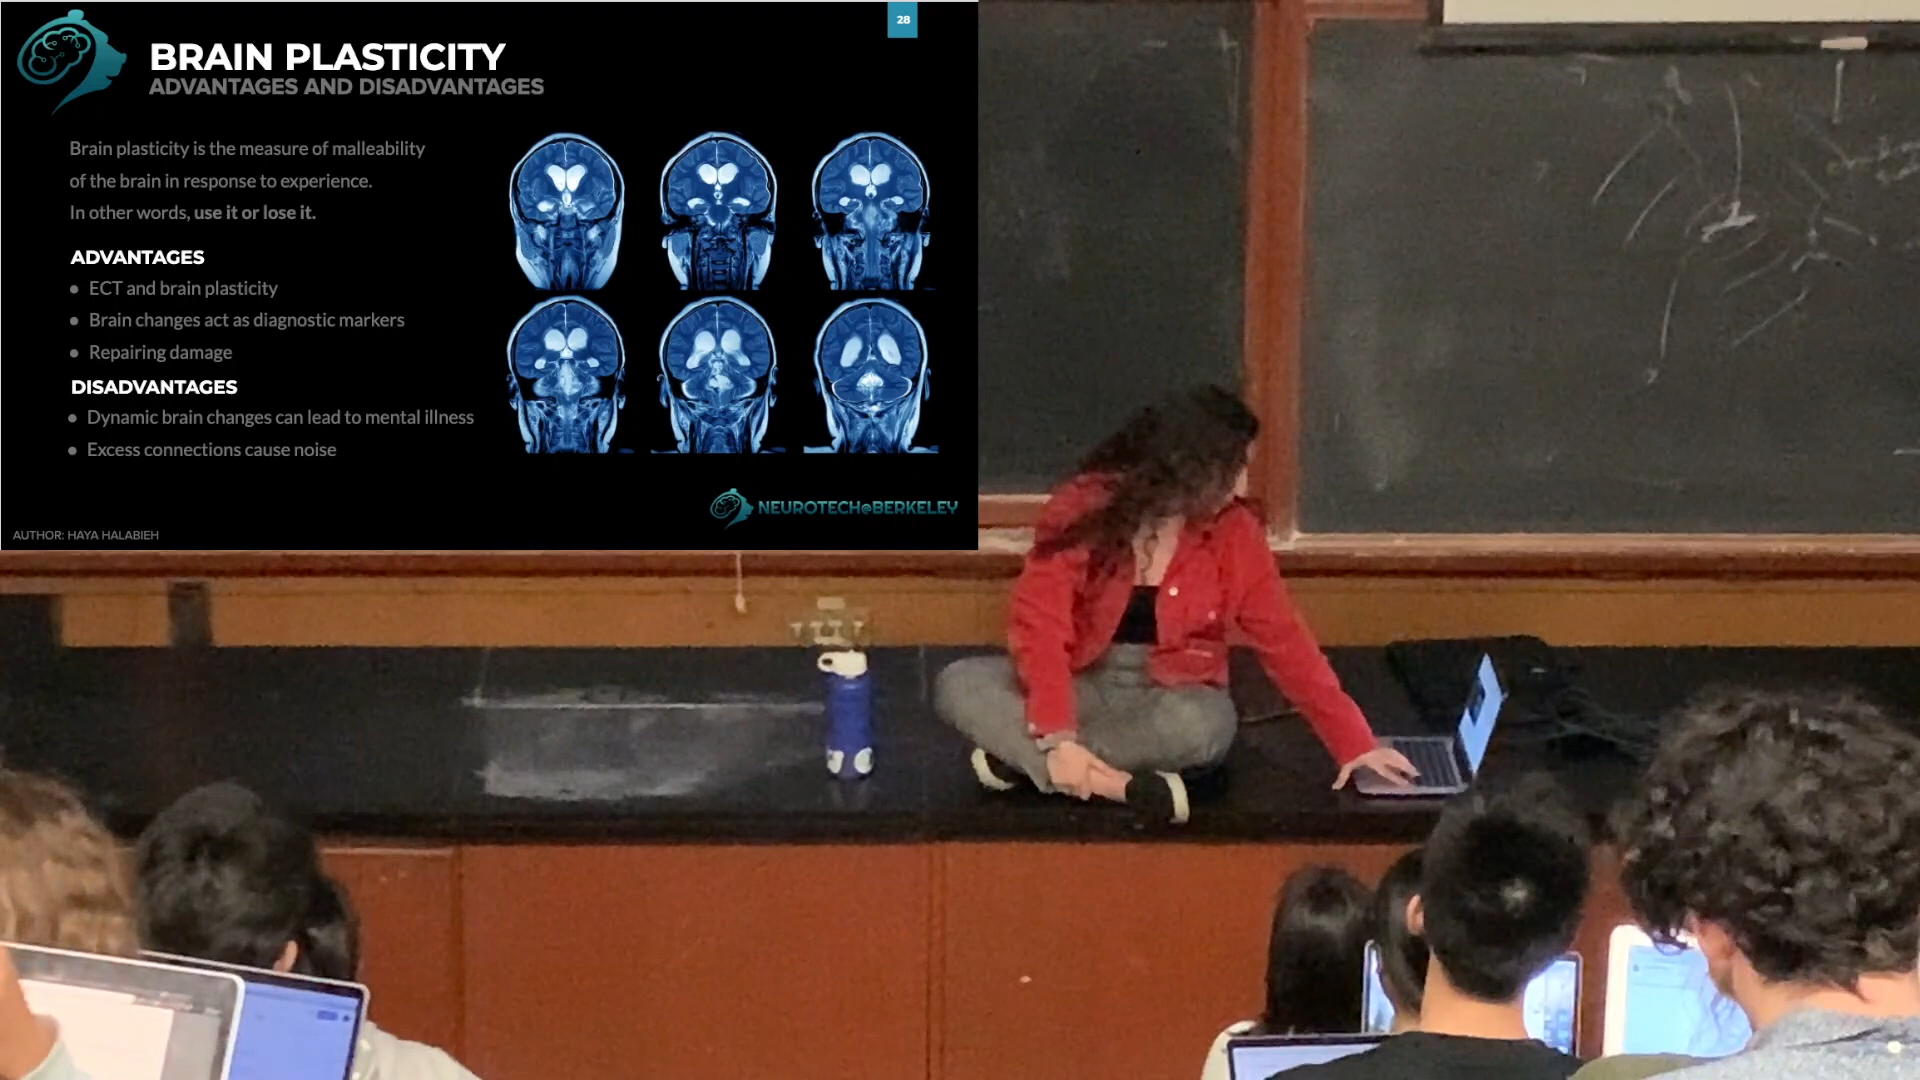 28
BRAIN PLASTICITY
ADVANTAGES AND DISADVANTAGES
Brain plasticity is the measure of malleability
of the brain in response to experience.
In other words, use it or lose it.
ADVANTAGES
• ECT and brain plasticity
• Brain changes act as diagnostic markers
• Repairing damage
DISADVANTAGES
• Dynamic brain changes can lead to mental illness
• Excess connections cause noise
NEUROTECH@BERKELEY
AUTHOR: HAYA HALABIEH